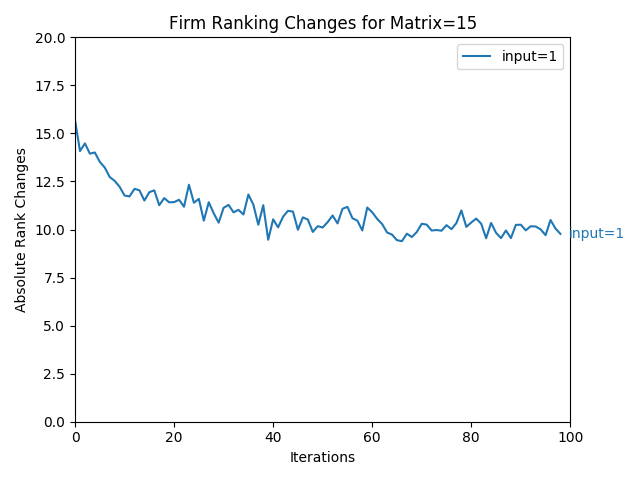 Firm Ranking Changes for Matrix=15
input=1
Absolute Rank Changes
20.0
17.5
15.0
12.5
10.0
7.5
5.0
2.5
0.0
input=1
0 20 40 60 80 100
Iterations